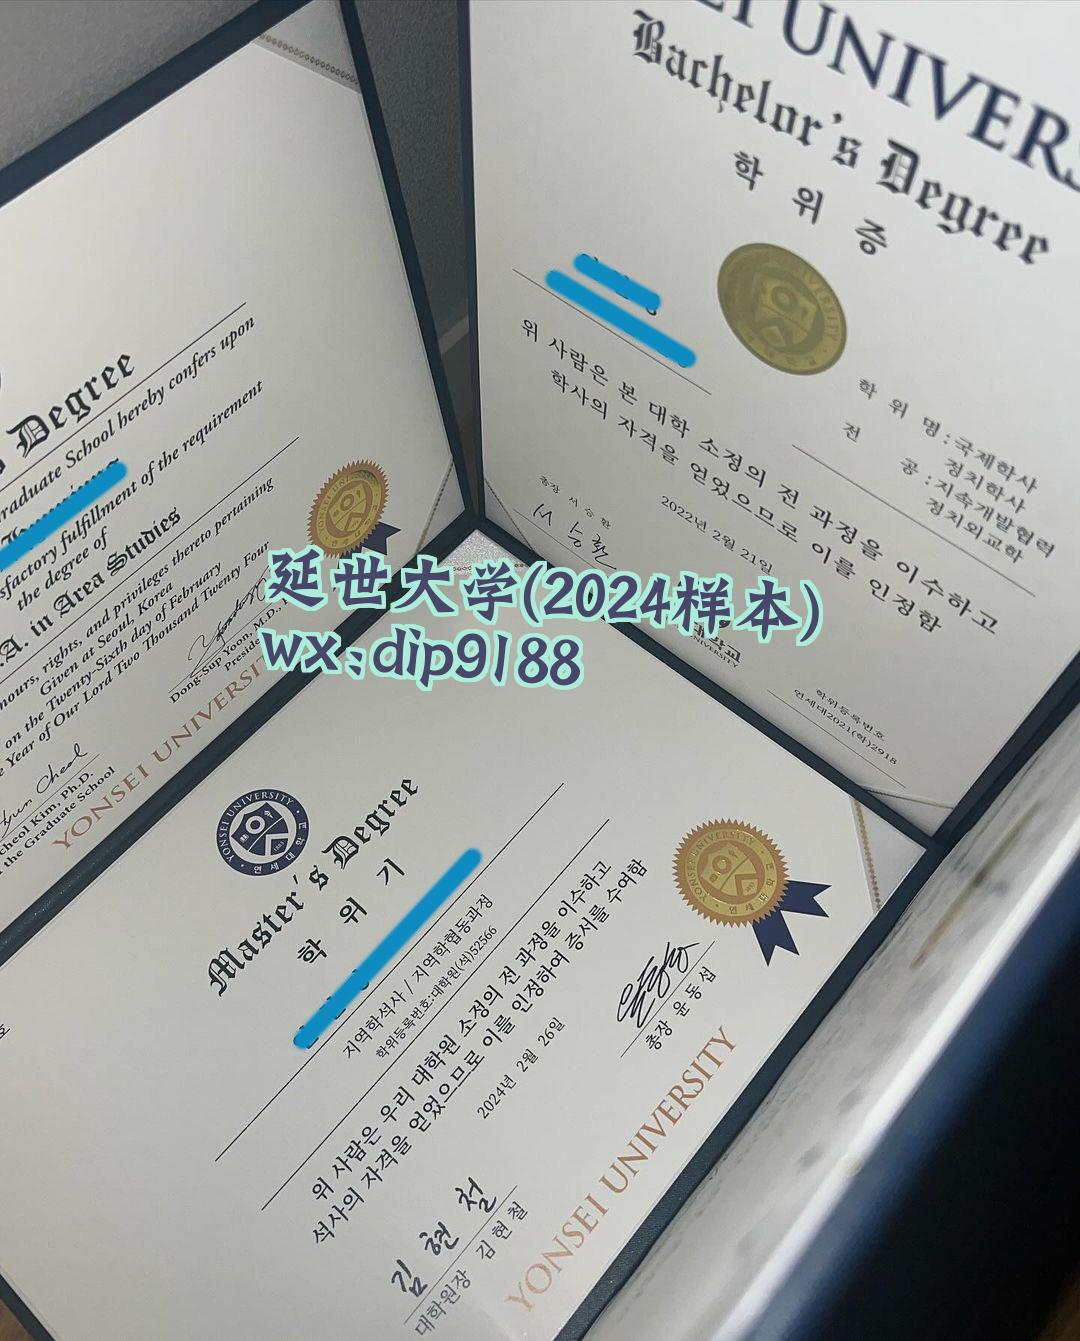 Degree
Graduate School hereby confers upon
sfactory fulfillment of the requirement
the degree of
A. in Area Studies
honours, rights, and privileges thereto pertaining
Given at Seoul, Korea
on the Twenty-Sixth day of February
e Year of Our Lord Two Thousand Twenty Four
Dong-Sup Yoon, M.D.,
Preside
cheol Kim, Ph.D.
the Graduate School
YONSEI UNIVERSI
EI UNIVERS
Bachelor's Degree
학 위 증
학 위 명 : 국제학사
정치학사
전 공 : 지속개발협력
정치외교학
위 사람은 본 대학 소정의 전 과정을 이수하고
학사의 자격을 얻었으므로 이를 인정함
2022년 2월 21일
총장 서 승 환
학위등록번호
연세대2021(학)2918
延世大学(2024样本)
wx:dip9188
YONSEI UNIVERSITY
연세대학교
Master's Degree
학 위 기
지역학석사 / 지역학협동과정
학위등록번호:대학원(석)52566
위 사람은 우리 대학원 소정의 전 과정을 이수하고
석사의 자격을 얻었으므로 이를 인정하여 증서를 수여함
2024년 2월 26일
김 현 철
대학원장 김 현 철
총장 윤 동 섭
YONSEI UNIVERSITY